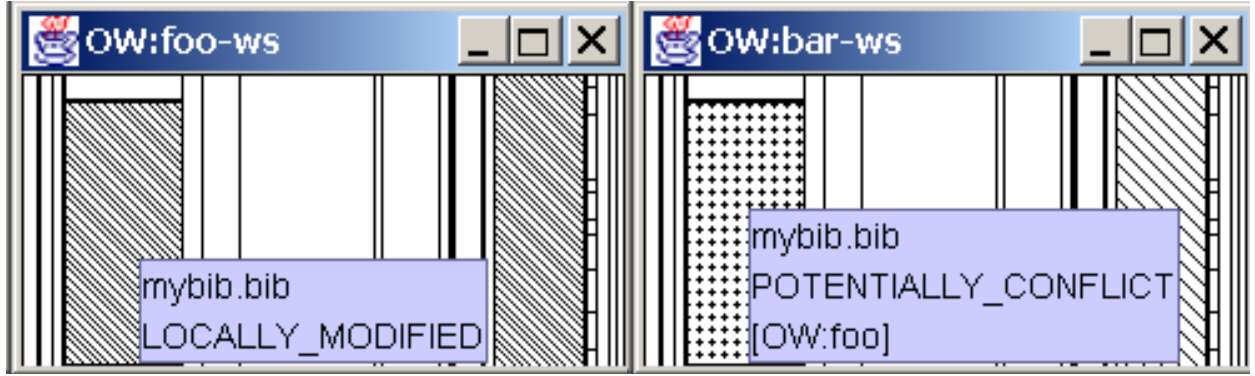 OW:foo-ws
mybib.bib
LOCALLY_MODIFIED
OW:bar-ws
mybib.bib
POTENTIALLY_CONFLICT
[OW:foo]